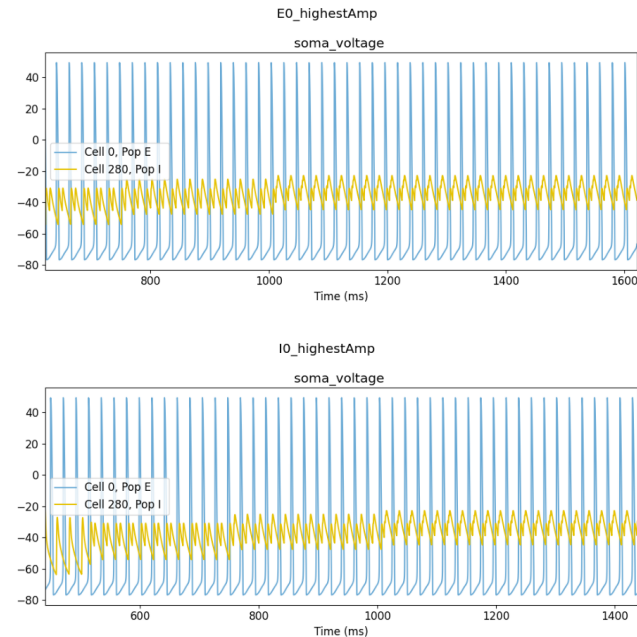 E0_highestAmp
soma_voltage
40
20
0
−20
−40
−60
−80
Cell 0, Pop E
Cell 280, Pop I
800
1000
1200
1400
1600
Time (ms)
I0_highestAmp
soma_voltage
40
20
0
−20
−40
−60
−80
Cell 0, Pop E
Cell 280, Pop I
600
800
1000
1200
1400
Time (ms)